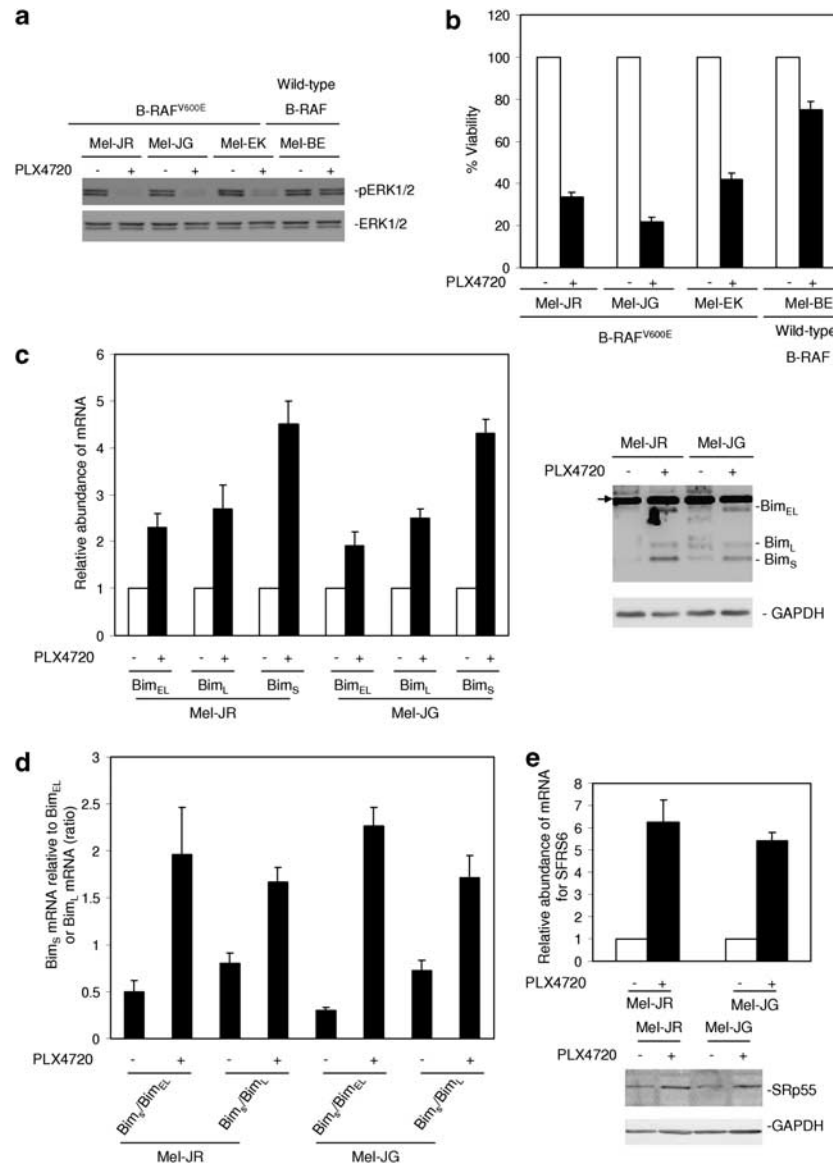 a
Wild-type
B-RAF^V600E B-RAF
Mel-JR Mel-JG Mel-EK Mel-BE
PLX4720 - + - + - + - +
-pERK1/2
-ERK1/2
b
% Viability
120
100
80
60
40
20
0
PLX4720 - + - + - + - +
Mel-JR Mel-JG Mel-EK Mel-BE
B-RAF^V600E Wild-type
B-RAF
c
Relative abundance of mRNA
6
5
4
3
2
1
0
PLX4720 - + - + - + - + - + - +
Bim_EL Bim_L Bim_S Bim_EL Bim_L Bim_S
Mel-JR Mel-JG
Mel-JR Mel-JG
PLX4720 - + - +
-Bim_EL
- Bim_L
- Bim_S
- GAPDH
d
Bim_S mRNA relative to Bim_EL
or Bim_L mRNA (ratio)
3
2.5
2
1.5
1
0.5
0
- + - + - + - +
PLX4720
Bim_s/Bim_EL Bim_s/Bim_L Bim_s/Bim_EL Bim_s/Bim_L
Mel-JR Mel-JG
e
Relative abundance of mRNA
for SFRS6
8
7
6
5
4
3
2
1
0
PLX4720 - + - +
Mel-JR Mel-JG
Mel-JR Mel-JG
PLX4720 - + - +
-SRp55
-GAPDH